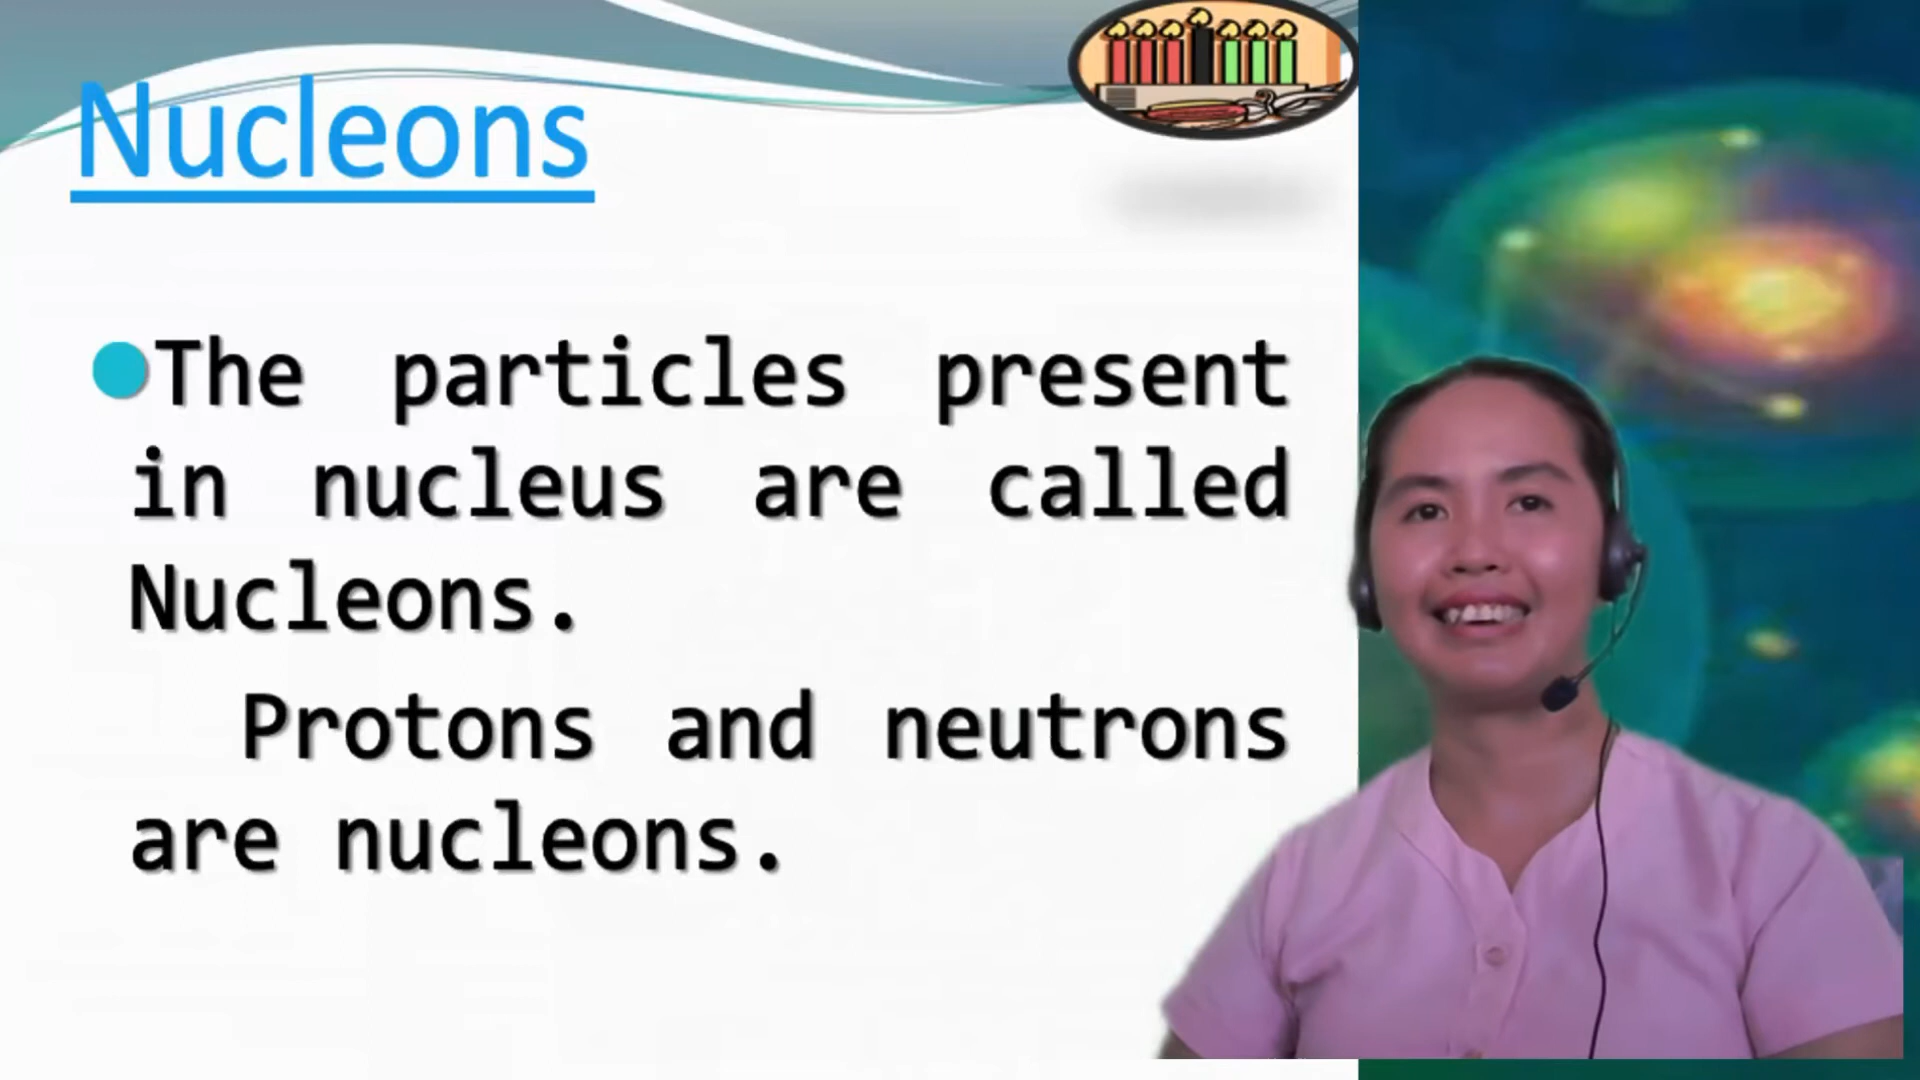 Nucleons
The particles present
in nucleus are called
Nucleons.
Protons and neutrons
are nucleons.